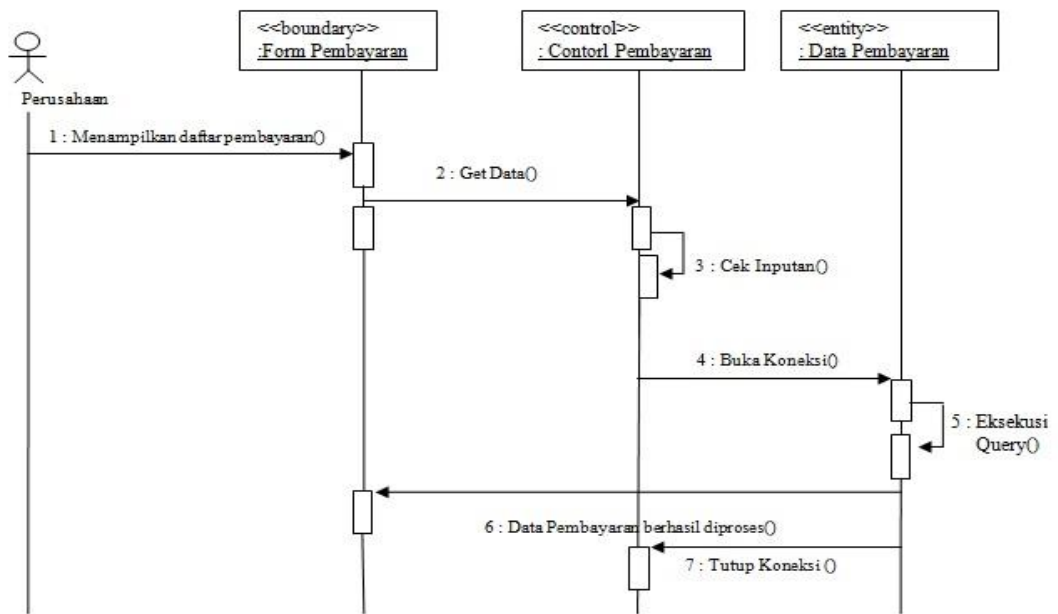 <<boundary>>
:Form Pembayaran
<<control>>
: Contorl Pembayaran
<<entity>>
: Data Pembayaran
Perusahaan
1 : Menampilkan daftar pembayaran()
2 : Get Data()
3 : Cek Inputan()
4 : Buka Koneksi()
5 : Eksekusi
Query()
6 : Data Pembayaran berhasil diproses()
7 : Tutup Koneksi ()